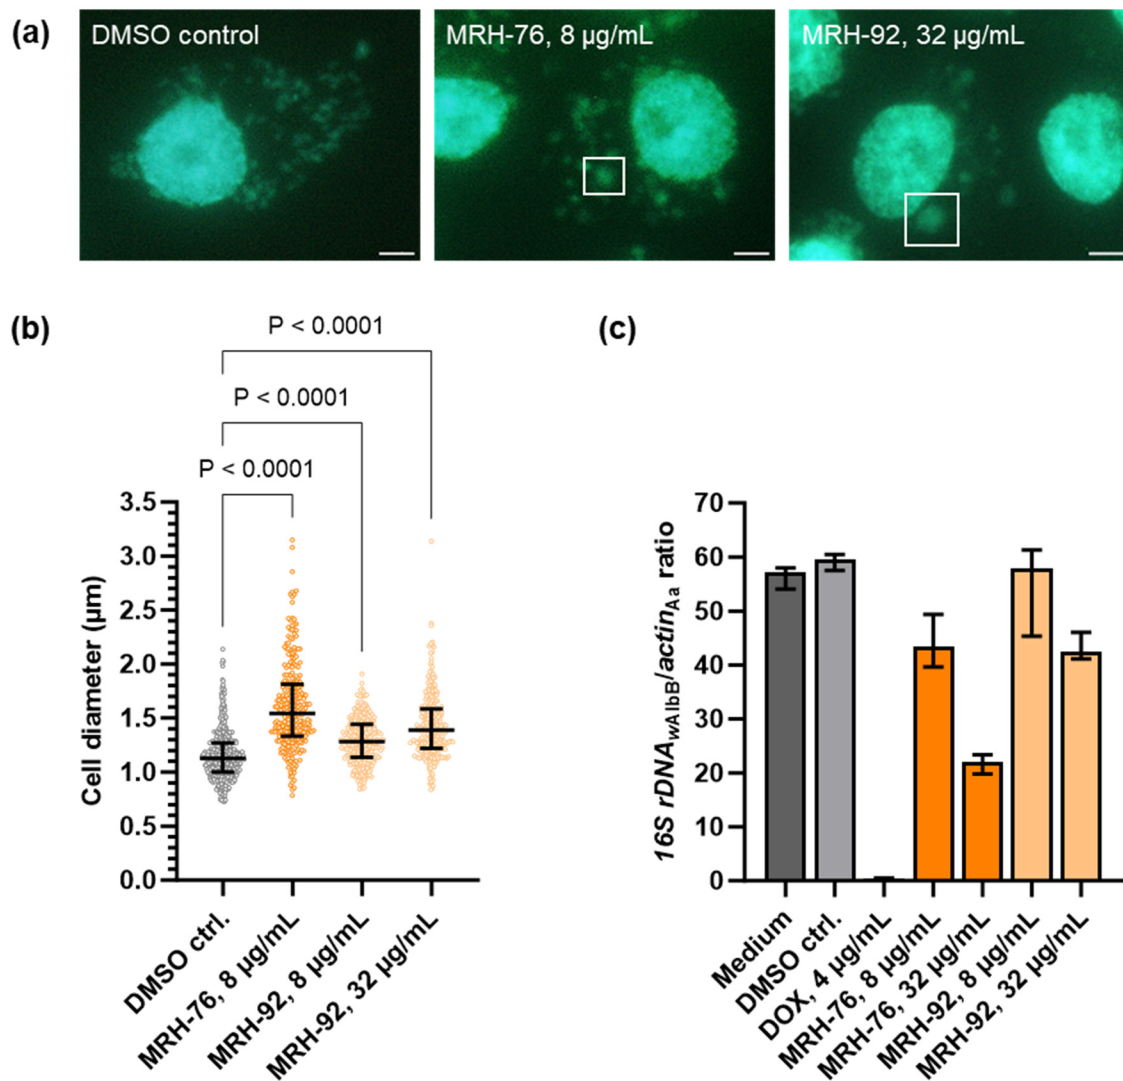 (a)
DMSO control
MRH-76, 8 µg/mL
MRH-92, 32 µg/mL
(b)
P < 0.0001
P < 0.0001
P < 0.0001
Cell diameter (µm)
3.5
3.0
2.5
2.0
1.5
1.0
0.5
0.0
DMSO ctrl.
MRH-76, 8 µg/mL
MRH-92, 8 µg/mL
MRH-92, 32 µg/mL
(c)
16S rDNAwAlbB/actinAa ratio
70
60
50
40
30
20
10
0
Medium
DMSO ctrl.
DOX, 4 µg/mL
MRH-76, 8 µg/mL
MRH-76, 32 µg/mL
MRH-92, 8 µg/mL
MRH-92, 32 µg/mL